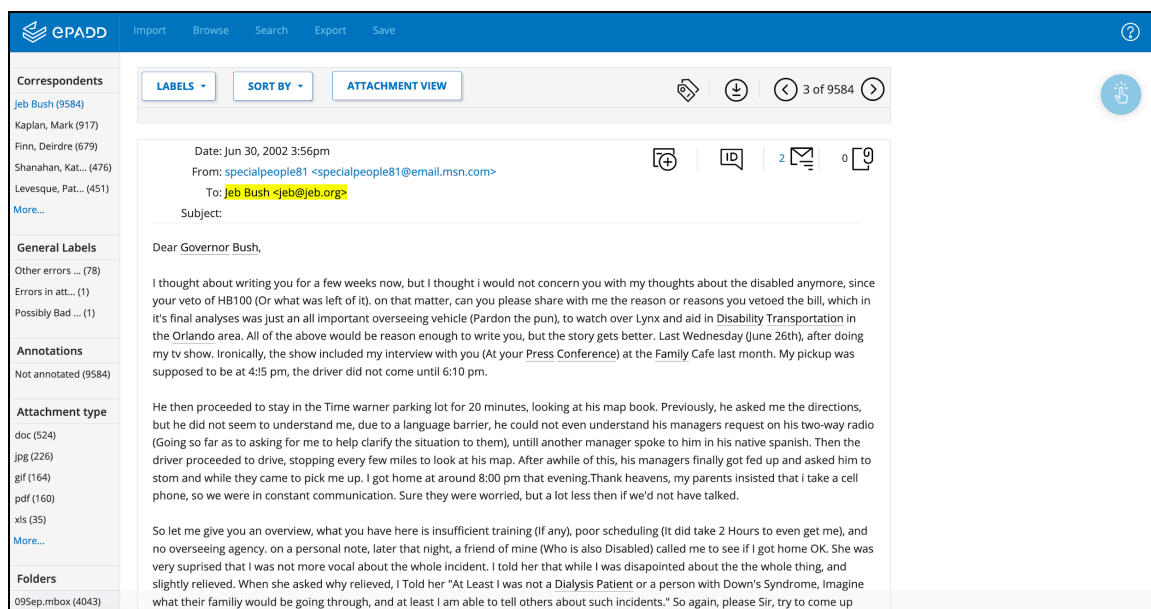 ePADD
Import Browse Search Export Save
Correspondents
Jeb Bush (9584)
Kaplan, Mark (917)
Finn, Deirdre (679)
Shanahan, Kat... (476)
Levesque, Pat... (451)
More...
General Labels
Other errors ... (78)
Errors in att... (1)
Possibly Bad ... (1)
Annotations
Not annotated (9584)
Attachment type
doc (524)
jpg (226)
gif (164)
pdf (160)
xls (35)
More...
Folders
09Sep.mbox (4043)
LABELS SORT BY ATTACHMENT VIEW
3 of 9584
Date: Jun 30, 2002 3:56pm
ID 2 0
From: specialpeople81 <specialpeople81@email.msn.com>
To: Jeb Bush <jeb@jeb.org>
Subject:
Dear Governor Bush,
I thought about writing you for a few weeks now, but I thought i would not concern you with my thoughts about the disabled anymore, since
your veto of HB100 (Or what was left of it). on that matter, can you please share with me the reason or reasons you vetoed the bill, which in
it's final analyses was just an all important overseeing vehicle (Pardon the pun), to watch over Lynx and aid in Disability Transportation in
the Orlando area. All of the above would be reason enough to write you, but the story gets better. Last Wednesday (June 26th), after doing
my tv show. Ironically, the show included my interview with you (At your Press Conference) at the Family Cafe last month. My pickup was
supposed to be at 4:!5 pm, the driver did not come until 6:10 pm.
He then proceeded to stay in the Time warner parking lot for 20 minutes, looking at his map book. Previously, he asked me the directions,
but he did not seem to understand me, due to a language barrier, he could not even understand his managers request on his two-way radio
(Going so far as to asking for me to help clarify the situation to them), untill another manager spoke to him in his native spanish. Then the
driver proceeded to drive, stopping every few miles to look at his map. After awhile of this, his managers finally got fed up and asked him to
stom and while they came to pick me up. I got home at around 8:00 pm that evening.Thank heavens, my parents insisted that i take a cell
phone, so we were in constant communication. Sure they were worried, but a lot less then if we'd not have talked.
So let me give you an overview, what you have here is insufficient training (If any), poor scheduling (It did take 2 Hours to even get me), and
no overseeing agency. on a personal note, later that night, a friend of mine (Who is also Disabled) called me to see if I got home OK. She was
very suprised that I was not more vocal about the whole incident. I told her that while I was disapointed about the the whole thing, and
slightly relieved. When she asked why relieved, I Told her "At Least I was not a Dialysis Patient or a person with Down's Syndrome, Imagine
what their familiy would be going through, and at least I am able to tell others about such incidents." So again, please Sir, try to come up